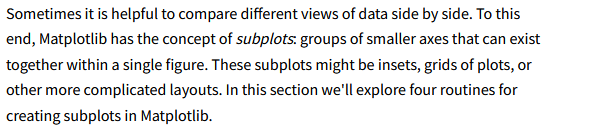 Sometimes it is helpful to compare different views of data side by side. To this
end, Matplotlib has the concept of subplots: groups of smaller axes that can exist
together within a single figure. These subplots might be insets, grids of plots, or
other more complicated layouts. In this section we'll explore four routines for
creating subplots in Matplotlib.